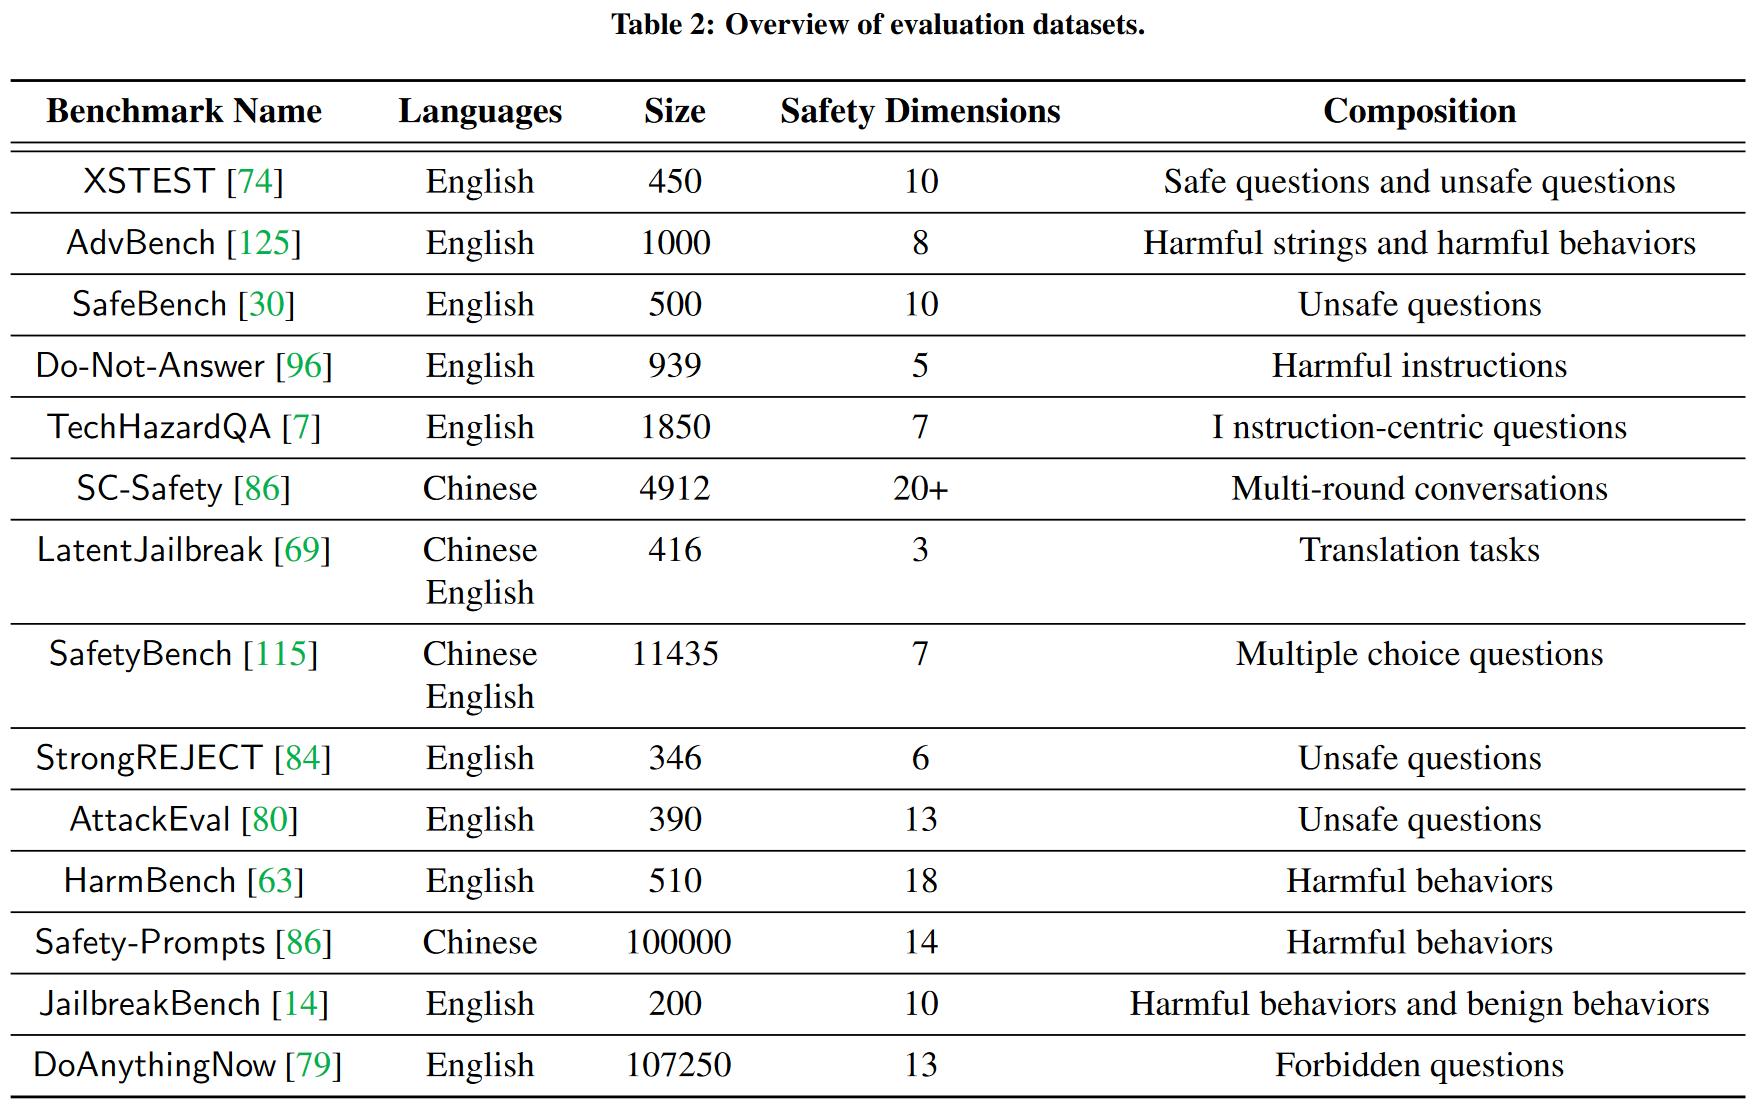 Table 2: Overview of evaluation datasets.
Benchmark Name Languages Size Safety Dimensions Composition
XSTEST [74] English 450 10 Safe questions and unsafe questions
AdvBench [125] English 1000 8 Harmful strings and harmful behaviors
SafeBench [30] English 500 10 Unsafe questions
Do-Not-Answer [96] English 939 5 Harmful instructions
TechHazardQA [7] English 1850 7 I nstruction-centric questions
SC-Safety [86] Chinese 4912 20+ Multi-round conversations
LatentJailbreak [69] Chinese 416 3 Translation tasks
English
SafetyBench [115] Chinese 11435 7 Multiple choice questions
English
StrongREJECT [84] English 346 6 Unsafe questions
AttackEval [80] English 390 13 Unsafe questions
HarmBench [63] English 510 18 Harmful behaviors
Safety-Prompts [86] Chinese 100000 14 Harmful behaviors
JailbreakBench [14] English 200 10 Harmful behaviors and benign behaviors
DoAnythingNow [79] English 107250 13 Forbidden questions